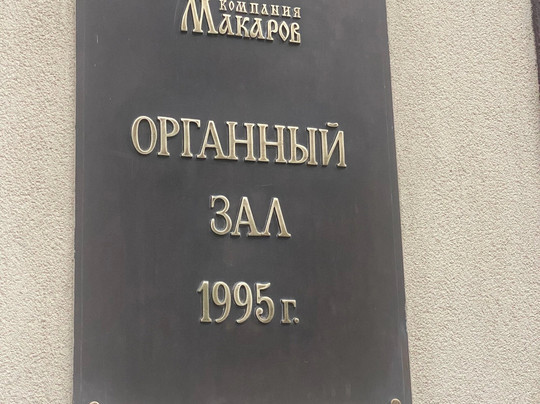 КОМПАНИЯ
МАКАРОВ
ОРГАННЫЙ
ЗАЛ
1995 г.